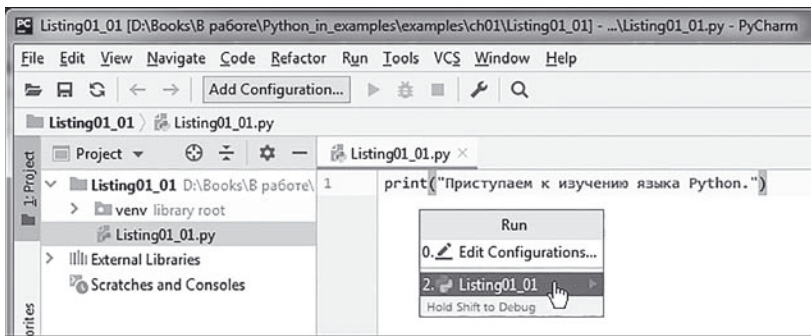 Listing01_01 [D:\Books\В работе\Python_in_examples\examples\ch01\Listing01_01] - ...\Listing01_01.py - PyCharm
File Edit View Navigate Code Refactor Run Tools VCS Window Help
Add Configuration...
Listing01_01 Listing01_01.py
1: Project
Project
Listing01_01.py
Listing01_01 D:\Books\В работе\
venv library root
Listing01_01.py
External Libraries
Scratches and Consoles
1 print("Приступаем к изучению языка Python.")
Run
0. Edit Configurations...
2. Listing01_01
Hold Shift to Debug